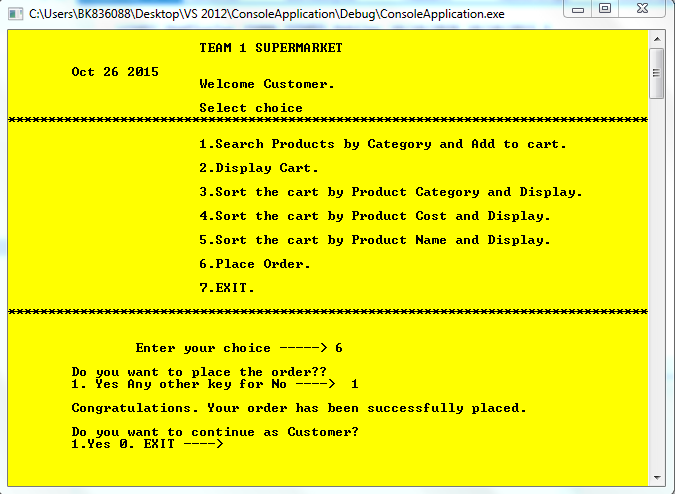 C:\Users\BK836088\Desktop\VS 2012\ConsoleApplication\Debug\ConsoleApplication.exe
TEAM 1 SUPERMARKET
Oct 26 2015
Welcome Customer.
Select choice
********************************************************************************
1.Search Products by Category and Add to cart.
2.Display Cart.
3.Sort the cart by Product Category and Display.
4.Sort the cart by Product Cost and Display.
5.Sort the cart by Product Name and Display.
6.Place Order.
7.EXIT.
********************************************************************************
Enter your choice -----> 6
Do you want to place the order??
1. Yes Any other key for No ---->  1
Congratulations. Your order has been successfully placed.
Do you want to continue as Customer?
1.Yes 0. EXIT ---->